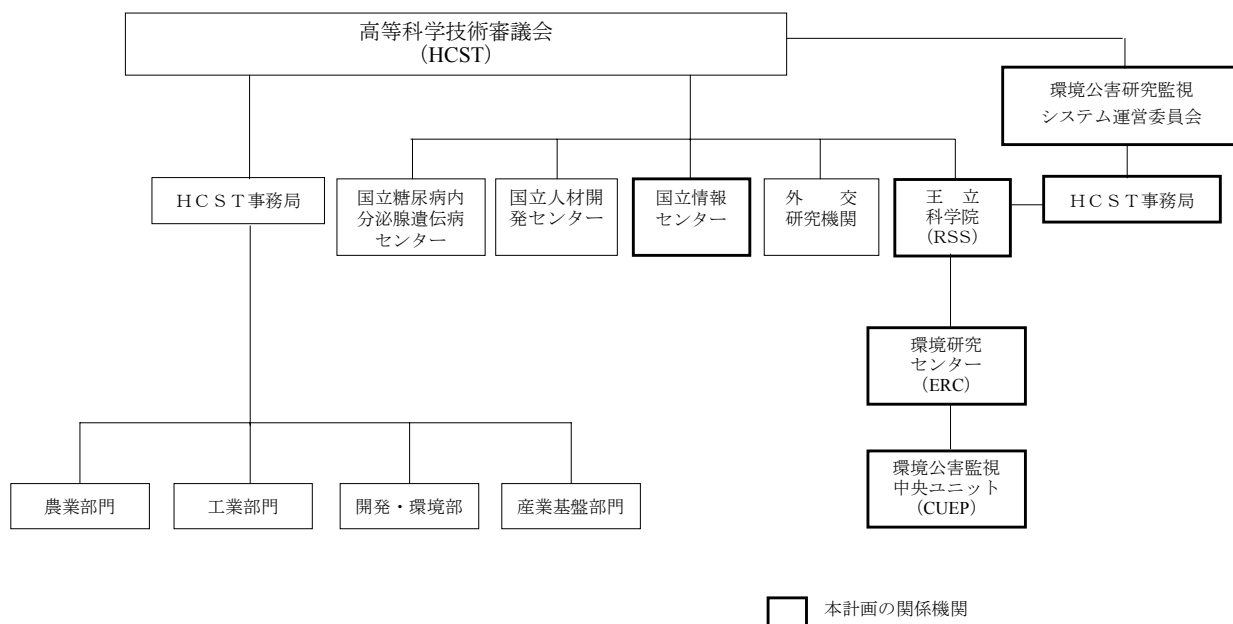 高等科学技術審議会
(HCST)
環境公害研究監視
システム運営委員会
ＨＣＳＴ事務局
国立糖尿病内
分泌腺遺伝病
センター
国立人材開
発センター
国立情報
センター
外　交
研究機関
王 立
科学院
(RSS)
ＨＣＳＴ事務局
環境研究
センター
(ERC)
環境公害監視
中央ユニット
(CUEP)
農業部門
工業部門
開発・環境部
産業基盤部門
本計画の関係機関